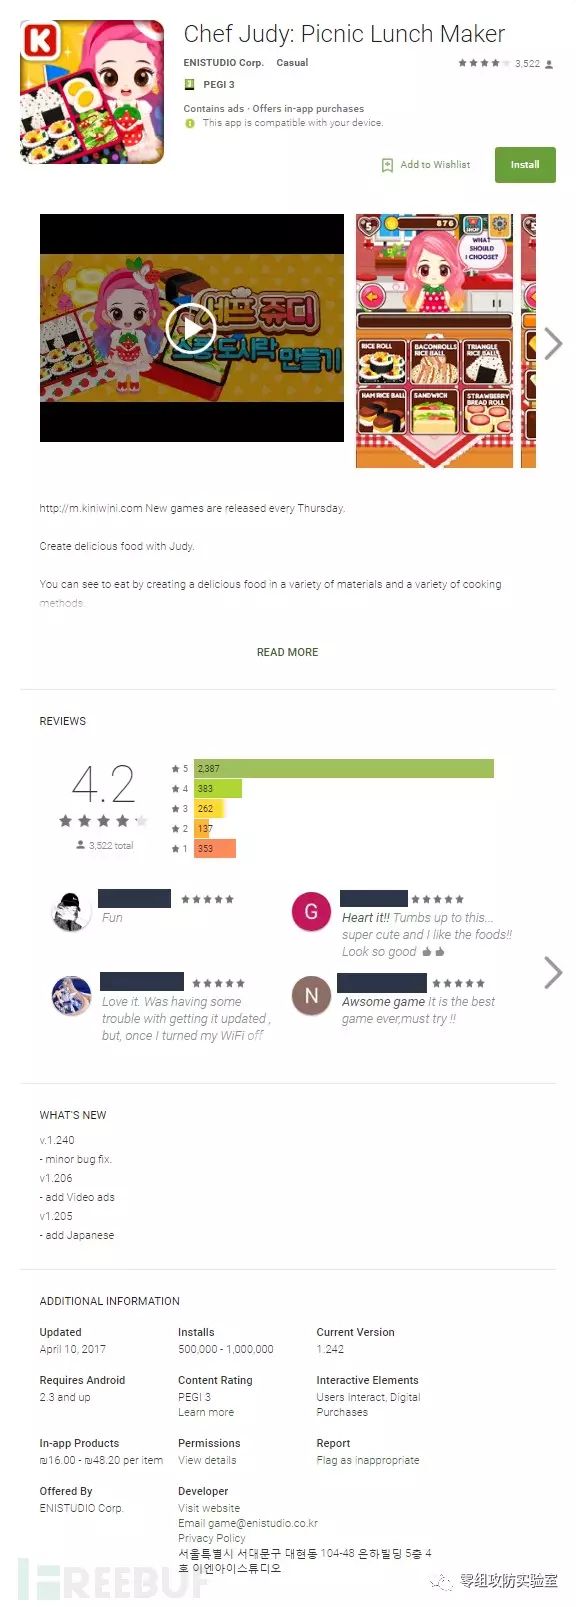 K
Chef Judy: Picnic Lunch Maker
ENISTUDIO Corp. Casual
3,522
3
PEGI 3
Contains ads · Offers in-app purchases
This app is compatible with your device.
Add to Wishlist
Install
셰프 쥬디
소풍 도시락 만들기
5
876
SHOP
WHAT SHOULD I CHOOSE?
RICE ROLL
BACONROLLS RICE BALL
TRIANGLE RICE BALL
HAM RICE BALL
SANDWICH
STRAWBERRY BREAD ROLL
http://m.kiniwini.com New games are released every Thursday.
Create delicious food with Judy.
You can see to eat by creating a delicious food in a variety of materials and a variety of cooking
methods.
READ MORE
REVIEWS
4.2
3,522 total
5 2,387
4 383
3 262
2 137
1 353
Fun
G
Heart it!! Tumbs up to this...
super cute and I like the foods!!
Look so good
Love it. Was having some
trouble with getting it updated ,
but, once I turned my WiFi off
N
Awsome game It is the best
game ever,must try !!
WHAT'S NEW
v.1.240
- minor bug fix.
v1.206
- add Video ads
v1.205
- add Japanese
ADDITIONAL INFORMATION
Updated
April 10, 2017
Installs
500,000 - 1,000,000
Current Version
1.242
Requires Android
2.3 and up
Content Rating
PEGI 3
Learn more
Interactive Elements
Users Interact, Digital
Purchases
In-app Products
₪16.00 - ₪48.20 per item
Permissions
View details
Report
Flag as inappropriate
Offered By
ENISTUDIO Corp.
Developer
Visit website
Email game@enistudio.co.kr
Privacy Policy
서울특별시 서대문구 대현동 104-48 은하빌딩 5층 4
호 이엔아이스튜디오
FREEBUF
零组攻防实验室